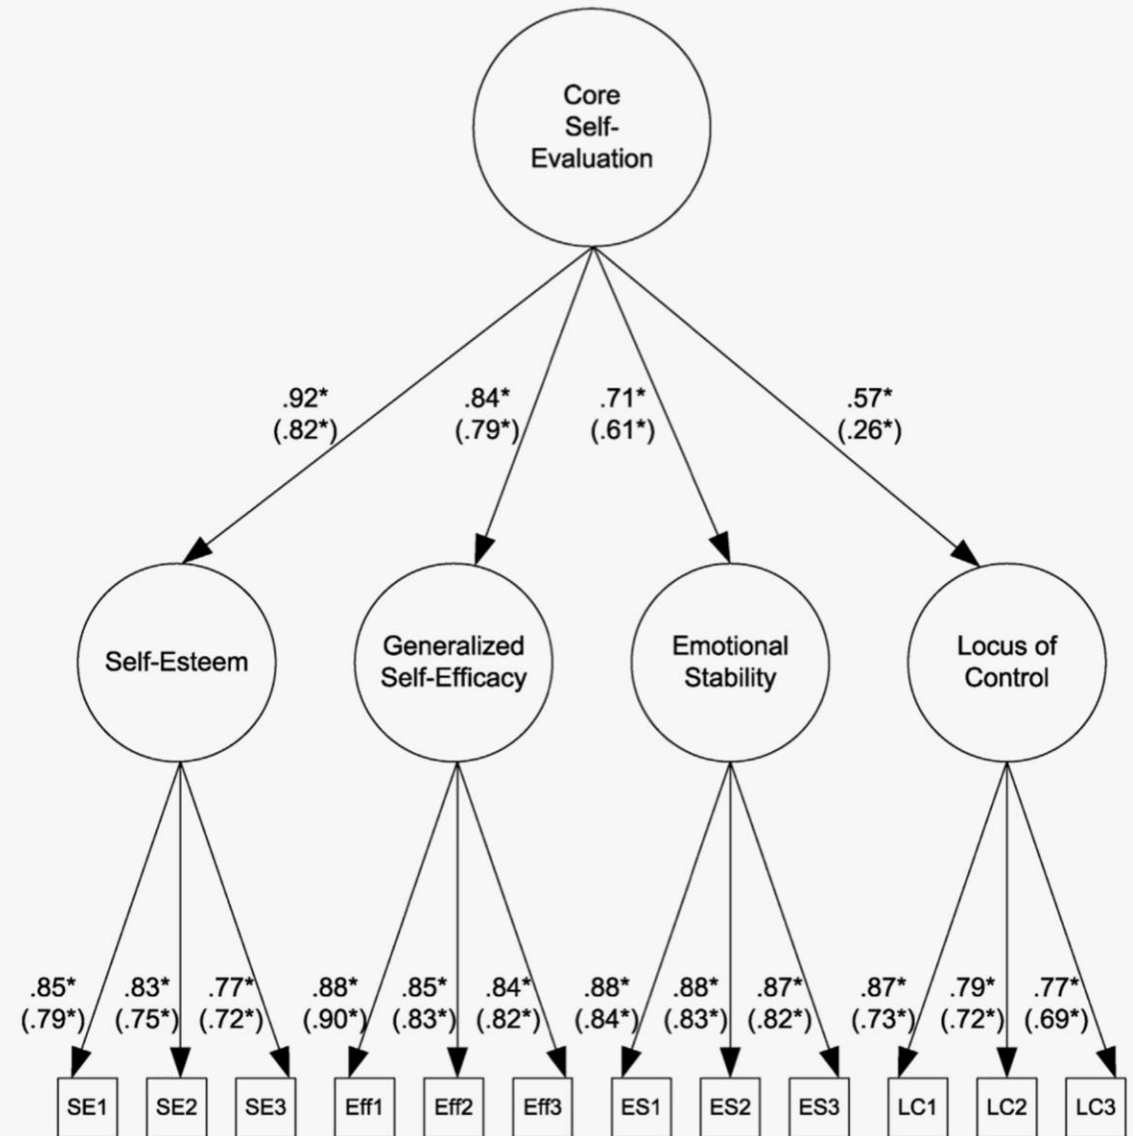 Core
Self-
Evaluation
.92*
(.82*)
.84*
(.79*)
.71*
(.61*)
.57*
(.26*)
Self-Esteem
Generalized
Self-Efficacy
Emotional
Stability
Locus of
Control
.85*
(.79*)
.83*
(.75*)
.77*
(.72*)
.88*
(.90*)
.85*
(.83*)
.84*
(.82*)
.88*
(.84*)
.88*
(.83*)
.87*
(.82*)
.87*
(.73*)
.79*
(.72*)
.77*
(.69*)
SE1
SE2
SE3
Eff1
Eff2
Eff3
ES1
ES2
ES3
LC1
LC2
LC3